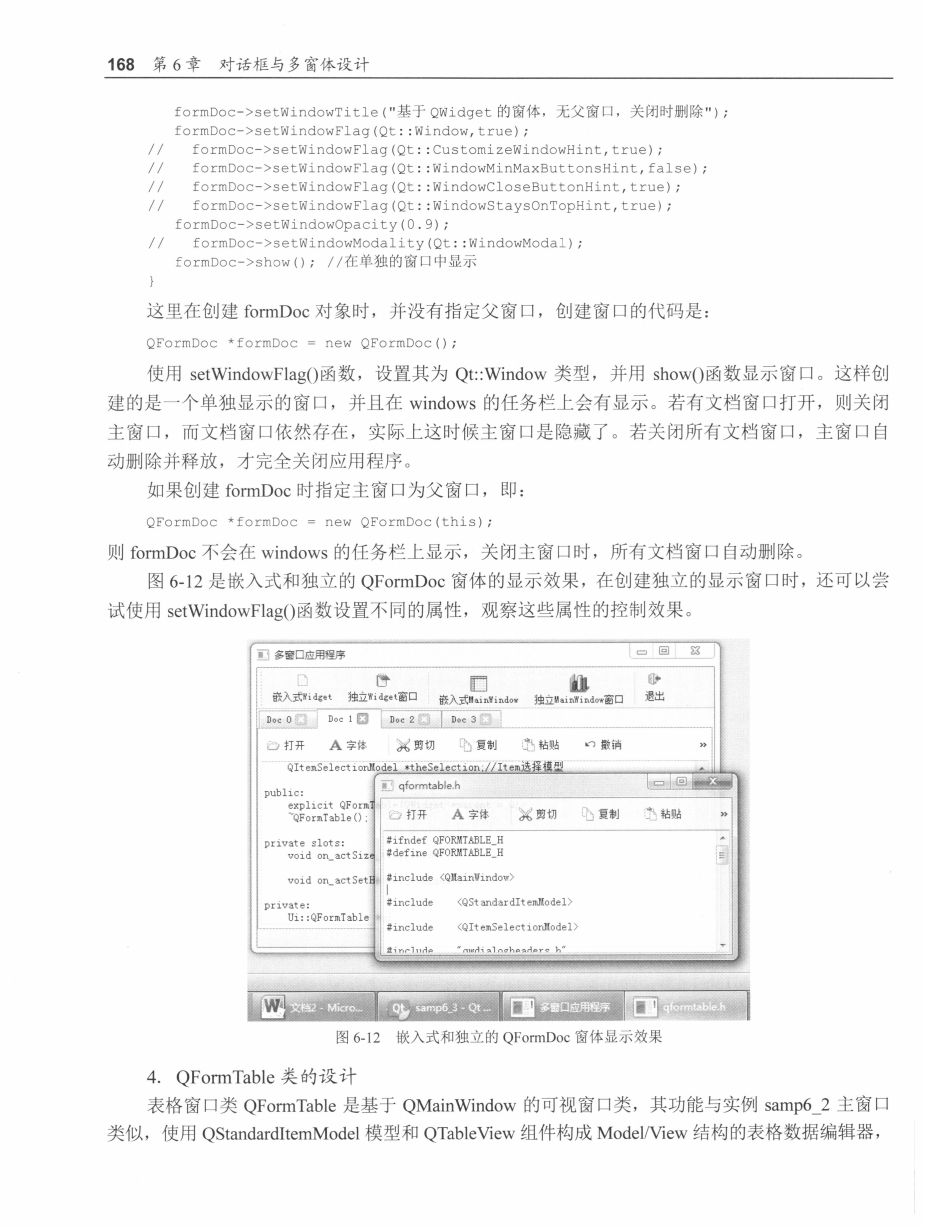 168 第 6 章 对话框与多窗体设计
formDoc->setWindowTitle("基于 QWidget 的窗体，无父窗口，关闭时删除");
formDoc->setWindowFlag(Qt::Window,true);
// formDoc->setWindowFlag(Qt::CustomizeWindowHint,true);
// formDoc->setWindowFlag(Qt::WindowMinMaxButtonsHint,false);
// formDoc->setWindowFlag(Qt::WindowCloseButtonHint,true);
// formDoc->setWindowFlag(Qt::WindowStaysOnTopHint,true);
formDoc->setWindowOpacity(0.9);
// formDoc->setWindowModality(Qt::WindowModal);
formDoc->show(); //在单独的窗口中显示
}
这里在创建 formDoc 对象时，并没有指定父窗口，创建窗口的代码是：
QFormDoc *formDoc = new QFormDoc();
使用 setWindowFlag()函数，设置其为 Qt::Window 类型，并用 show()函数显示窗口。这样创
建的是一个单独显示的窗口，并且在 windows 的任务栏上会有显示。若有文档窗口打开，则关闭
主窗口，而文档窗口依然存在，实际上这时候主窗口是隐藏了。若关闭所有文档窗口，主窗口自
动删除并释放，才完全关闭应用程序。
如果创建 formDoc 时指定主窗口为父窗口，即：
QFormDoc *formDoc = new QFormDoc(this);
则 formDoc 不会在 windows 的任务栏上显示，关闭主窗口时，所有文档窗口自动删除。
图 6-12 是嵌入式和独立的 QFormDoc 窗体的显示效果，在创建独立的显示窗口时，还可以尝
试使用 setWindowFlag()函数设置不同的属性，观察这些属性的控制效果。
多窗口应用程序
嵌入式Widget 独立Widget窗口 嵌入式MainWindow 独立MainWindow窗口 退出
Doc 0 Doc 1 Doc 2 Doc 3
打开 A 字体 剪切 复制 粘贴 撤销 »
QItemSelectionModel *theSelection;//Item选择模型
public:
explicit QFormT
~QFormTable();
private slots:
void on_actSize
void on_actSetH
private:
Ui::QFormTable
qformtable.h
打开 A 字体 剪切 复制 粘贴 »
#ifndef QFORMTABLE_H
#define QFORMTABLE_H
#include <QMainWindow>
#include <QStandardItemModel>
#include <QItemSelectionModel>
#include "qwdialogheaders.h"
文档2 - Micro... samp6_3 - Qt ... 多窗口应用程序 qformtable.h
图 6-12 嵌入式和独立的 QFormDoc 窗体显示效果
4．QFormTable 类的设计
表格窗口类 QFormTable 是基于 QMainWindow 的可视窗口类，其功能与实例 samp6_2 主窗口
类似，使用 QStandardItemModel 模型和 QTableView 组件构成 Model/View 结构的表格数据编辑器，